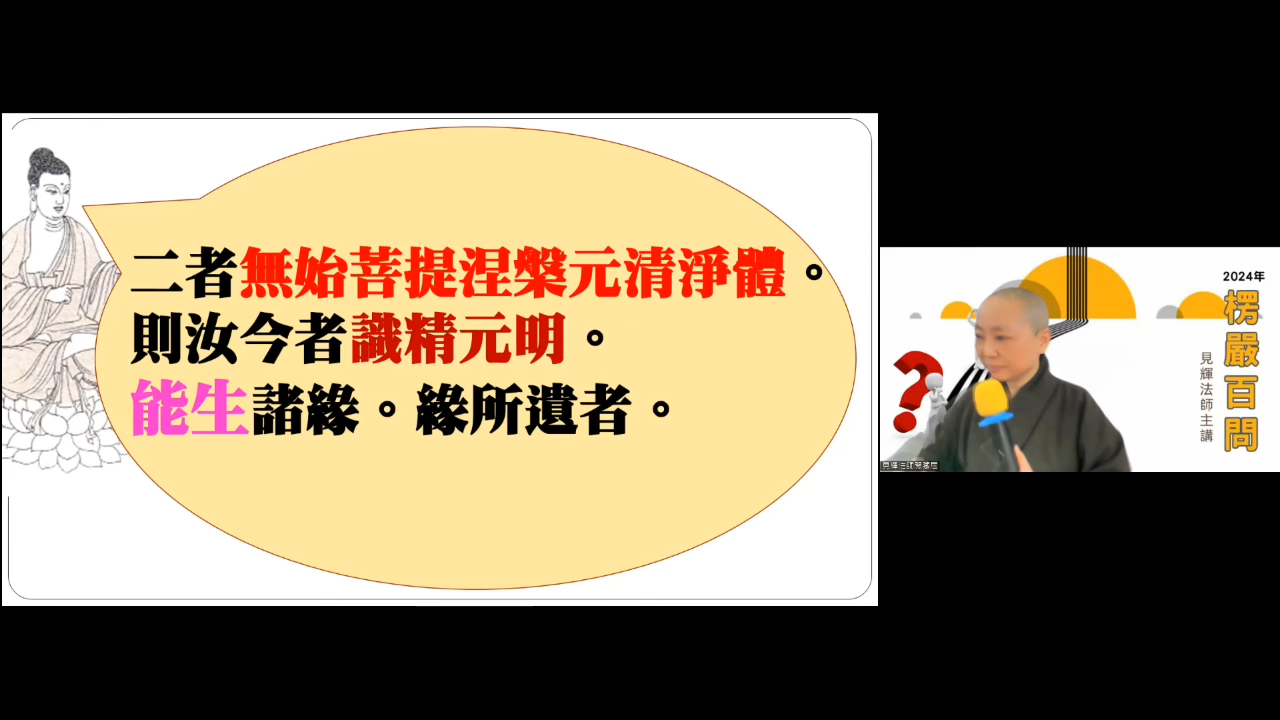 二者無始菩提涅槃元清淨體。
則汝今者識精元明。
能生諸緣。緣所遺者。
2024年
楞嚴百問
見輝法師主講